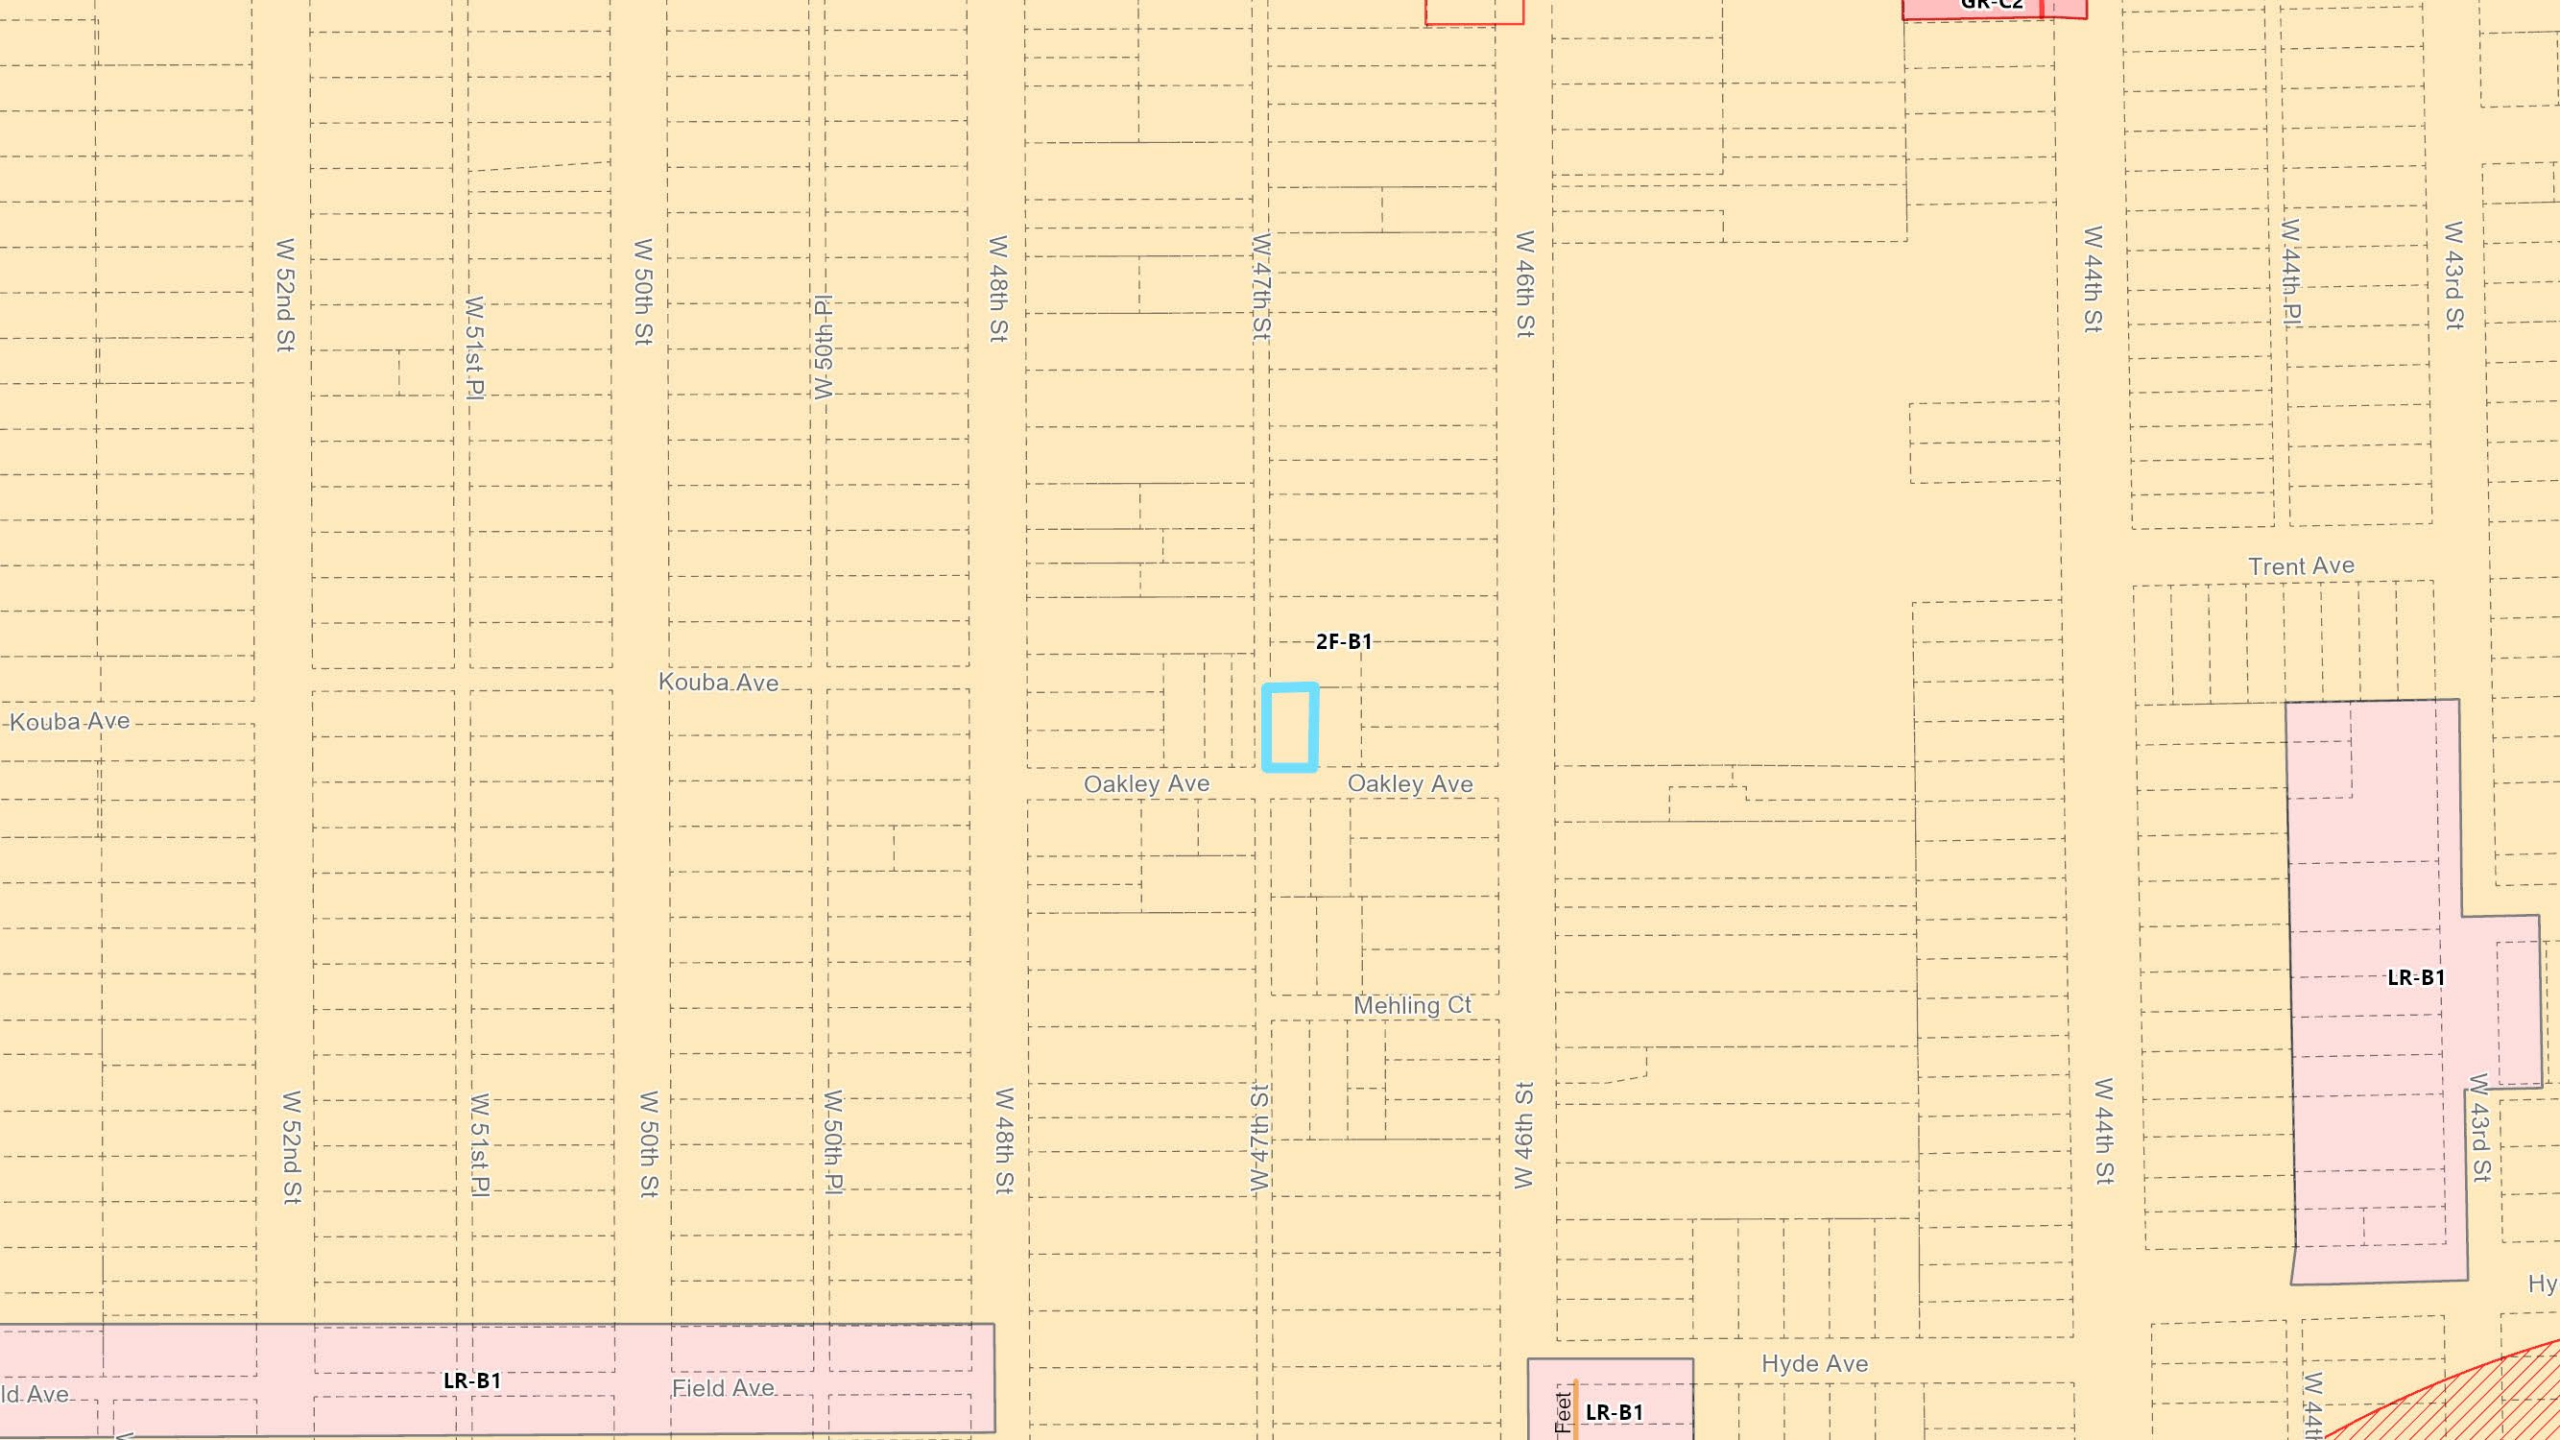 GR-C2
W 52nd St
W 51st Pl
W 50th St
W 50th Pl
W 48th St
W 47th St
W 46th St
W 44th St
W 44th Pl
W 43rd St
Trent Ave
2F-B1
Kouba Ave
Kouba Ave
Oakley Ave
Oakley Ave
LR-B1
Mehling Ct
W 52nd St
W 51st Pl
W 50th St
W 50th Pl
W 48th St
W 47th St
W 46th St
W 44th St
W 43rd St
Hy
Hyde Ave
LR-B1
Field Ave
ld Ave
Feet
LR-B1
W 44th